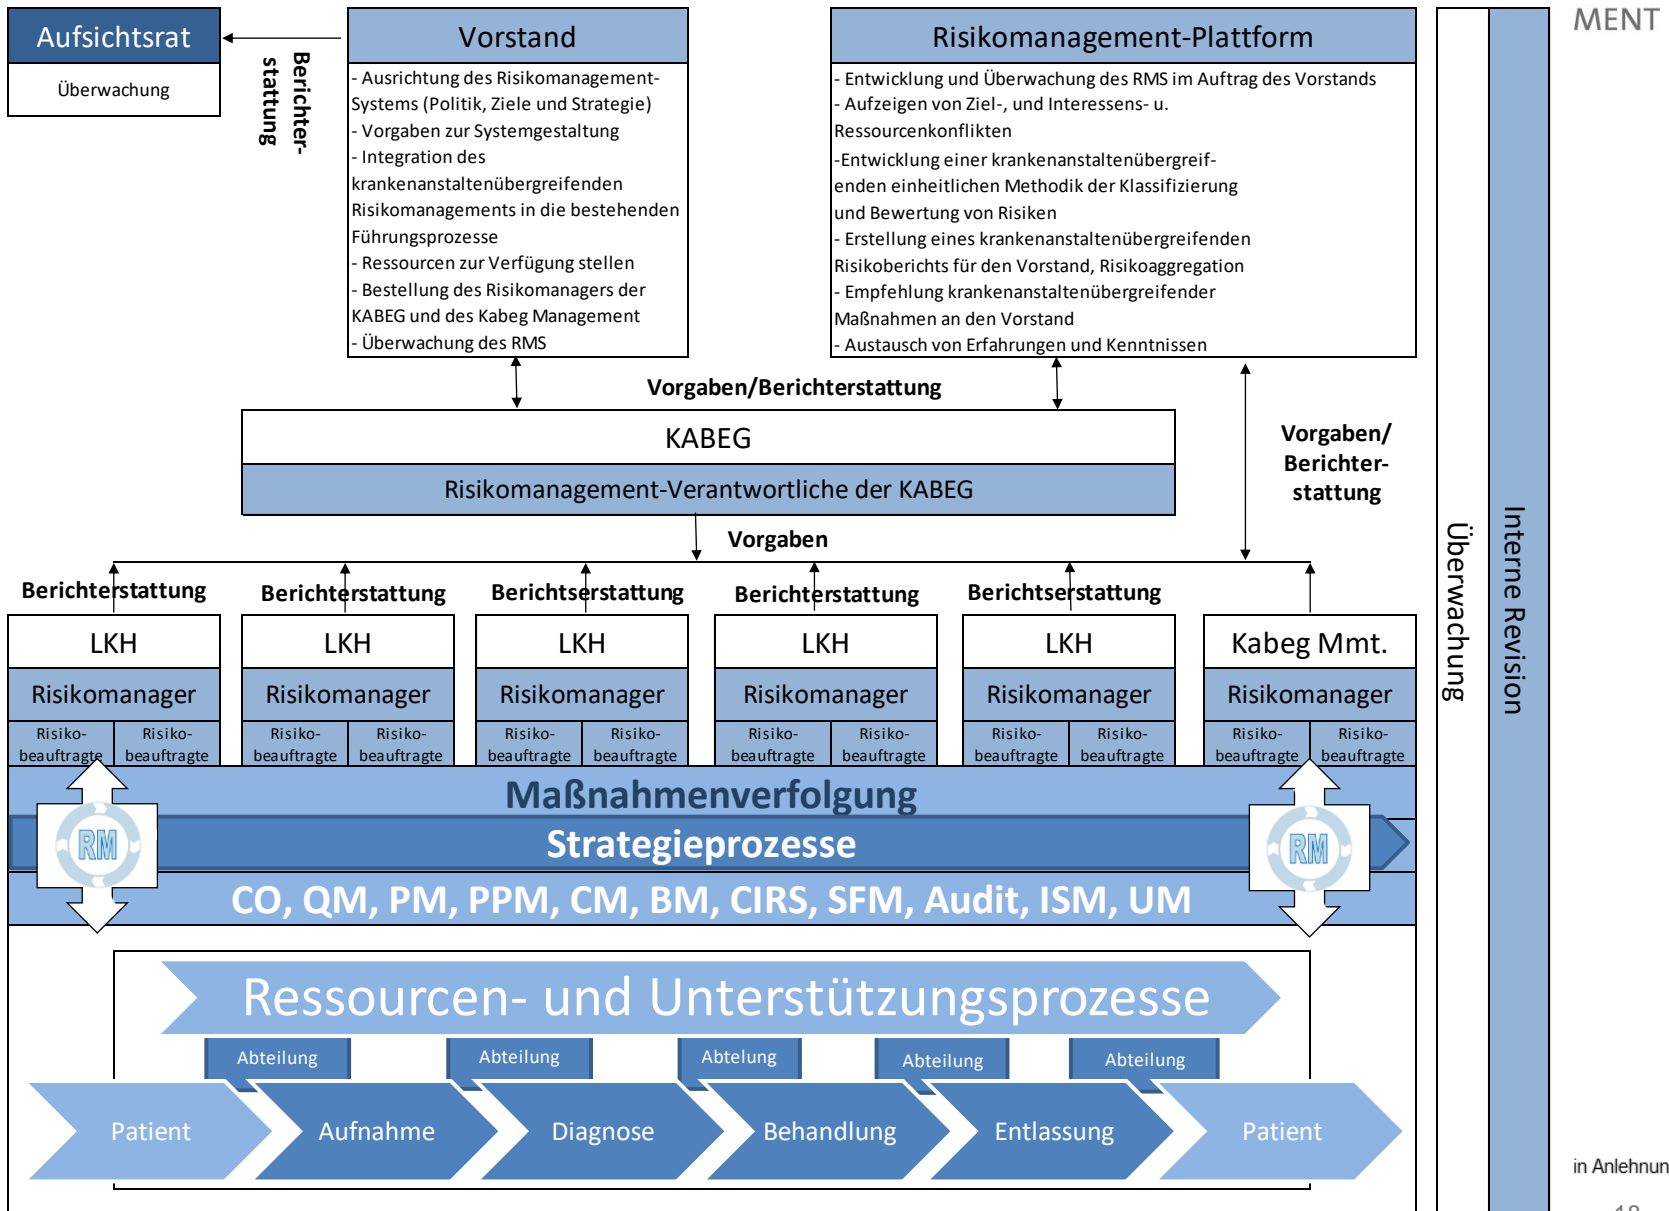 MENT
Aufsichtsrat
Überwachung
Berichter-
stattung
Vorstand
- Ausrichtung des Risikomanagement-
Systems (Politik, Ziele und Strategie)
- Vorgaben zur Systemgestaltung
- Integration des
krankenanstaltenübergreifenden
Risikomanagements in die bestehenden
Führungsprozesse
- Ressourcen zur Verfügung stellen
- Bestellung des Risikomanagers der
KABEG und des Kabeg Management
- Überwachung des RMS
Risikomanagement-Plattform
- Entwicklung und Überwachung des RMS im Auftrag des Vorstands
- Aufzeigen von Ziel-, und Interessens- u.
Ressourcenkonflikten
-Entwicklung einer krankenanstaltenübergreif-
enden einheitlichen Methodik der Klassifizierung
und Bewertung von Risiken
- Erstellung eines krankenanstaltenübergreifenden
Risikoberichts für den Vorstand, Risikoaggregation
- Empfehlung krankenanstaltenübergreifender
Maßnahmen an den Vorstand
- Austausch von Erfahrungen und Kenntnissen
Vorgaben/Berichterstattung
KABEG
Risikomanagement-Verantwortliche der KABEG
Vorgaben/
Berichter-
stattung
Vorgaben
Berichterstattung
Berichterstattung
Berichtserstattung
Berichterstattung
Berichtserstattung
LKH
Risikomanager
Risiko-
beauftragte
Risiko-
beauftragte
LKH
Risikomanager
Risiko-
beauftragte
Risiko-
beauftragte
LKH
Risikomanager
Risiko-
beauftragte
Risiko-
beauftragte
LKH
Risikomanager
Risiko-
beauftragte
Risiko-
beauftragte
LKH
Risikomanager
Risiko-
beauftragte
Risiko-
beauftragte
Kabeg Mmt.
Risikomanager
Risiko-
beauftragte
Risiko-
beauftragte
Überwachung
Interne Revision
Maßnahmenverfolgung
RM
Strategieprozesse
RM
CO, QM, PM, PPM, CM, BM, CIRS, SFM, Audit, ISM, UM
Ressourcen- und Unterstützungsprozesse
Abteilung
Abteilung
Abtelung
Abteilung
Abteilung
Patient
Aufnahme
Diagnose
Behandlung
Entlassung
Patient
in Anlehnun